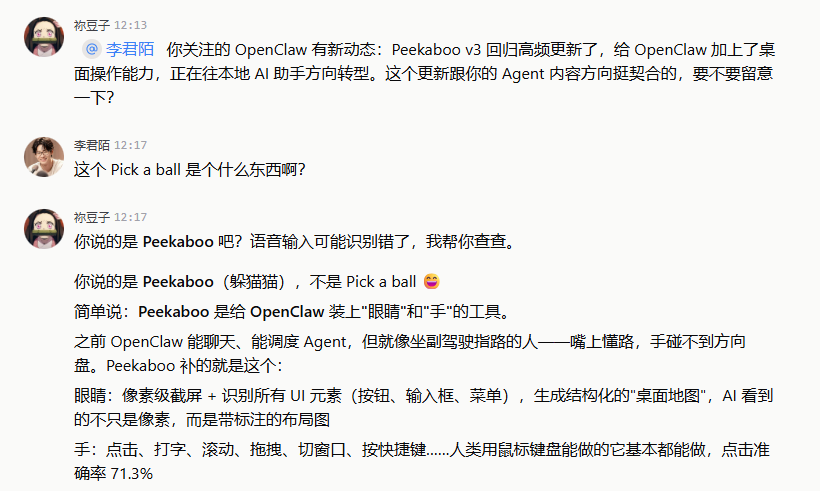 祢豆子 12:13
@ 李君陌 你关注的 OpenClaw 有新动态：Peekaboo v3 回归高频更新了，给 OpenClaw 加上了桌
面操作能力，正在往本地 AI 助手方向转型。这个更新跟你的 Agent 内容方向挺契合的，要不要留意
一下？
李君陌 12:17
这个 Pick a ball 是个什么东西啊？
祢豆子 12:17
你说的是 Peekaboo 吧？语音输入可能识别错了，我帮你查查。
你说的是 Peekaboo（躲猫猫），不是 Pick a ball 😄
简单说：Peekaboo 是给 OpenClaw 装上"眼睛"和"手"的工具。
之前 OpenClaw 能聊天、能调度 Agent，但就像坐副驾驶指路的人——嘴上懂路，手碰不到方向
盘。Peekaboo 补的就是这个：
眼睛：像素级截屏 + 识别所有 UI 元素（按钮、输入框、菜单），生成结构化的"桌面地图"，AI 看到
的不只是像素，而是带标注的布局图
手：点击、打字、滚动、拖拽、切窗口、按快捷键……人类用鼠标键盘能做的它基本都能做，点击准
确率 71.3%